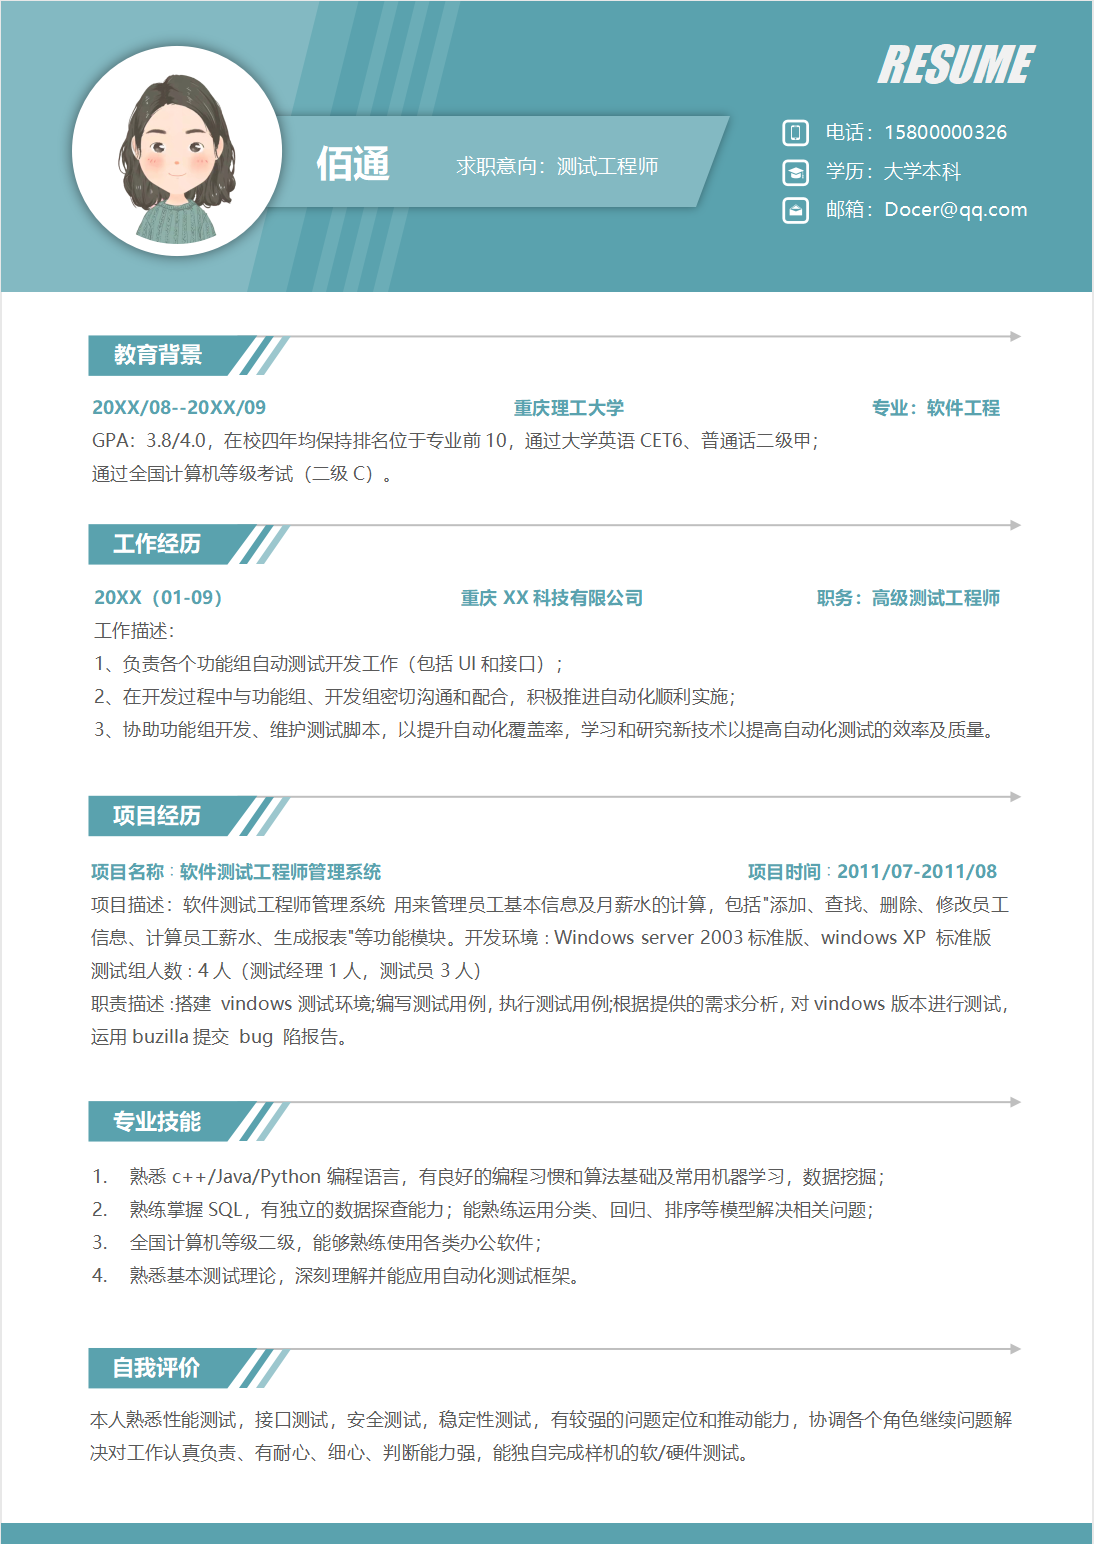 RESUME
佰通
求职意向：测试工程师
电话：15800000326
学历：大学本科
邮箱：Docer@qq.com
教育背景
20XX/08--20XX/09 重庆理工大学 专业：软件工程
GPA：3.8/4.0，在校四年均保持排名位于专业前 10，通过大学英语 CET6、普通话二级甲；
通过全国计算机等级考试（二级 C）。
工作经历
20XX（01-09） 重庆 XX 科技有限公司 职务：高级测试工程师
工作描述：
1、负责各个功能组自动测试开发工作（包括 UI 和接口）；
2、在开发过程中与功能组、开发组密切沟通和配合，积极推进自动化顺利实施；
3、协助功能组开发、维护测试脚本，以提升自动化覆盖率，学习和研究新技术以提高自动化测试的效率及质量。
项目经历
项目名称 : 软件测试工程师管理系统 项目时间 : 2011/07-2011/08
项目描述：软件测试工程师管理系统 用来管理员工基本信息及月薪水的计算，包括"添加、查找、删除、修改员工
信息、计算员工薪水、生成报表"等功能模块。开发环境 : Windows server 2003 标准版、windows XP 标准版
测试组人数 : 4 人（测试经理 1 人，测试员 3 人）
职责描述 :搭建 vindows 测试环境;编写测试用例, 执行测试用例;根据提供的需求分析, 对 vindows 版本进行测试,
运用 buzilla 提交 bug 陷报告。
专业技能
1. 熟悉 c++/Java/Python 编程语言，有良好的编程习惯和算法基础及常用机器学习，数据挖掘；
2. 熟练掌握 SQL，有独立的数据探查能力；能熟练运用分类、回归、排序等模型解决相关问题；
3. 全国计算机等级二级，能够熟练使用各类办公软件；
4. 熟悉基本测试理论，深刻理解并能应用自动化测试框架。
自我评价
本人熟悉性能测试，接口测试，安全测试，稳定性测试，有较强的问题定位和推动能力，协调各个角色继续问题解
决对工作认真负责、有耐心、细心、判断能力强，能独自完成样机的软/硬件测试。